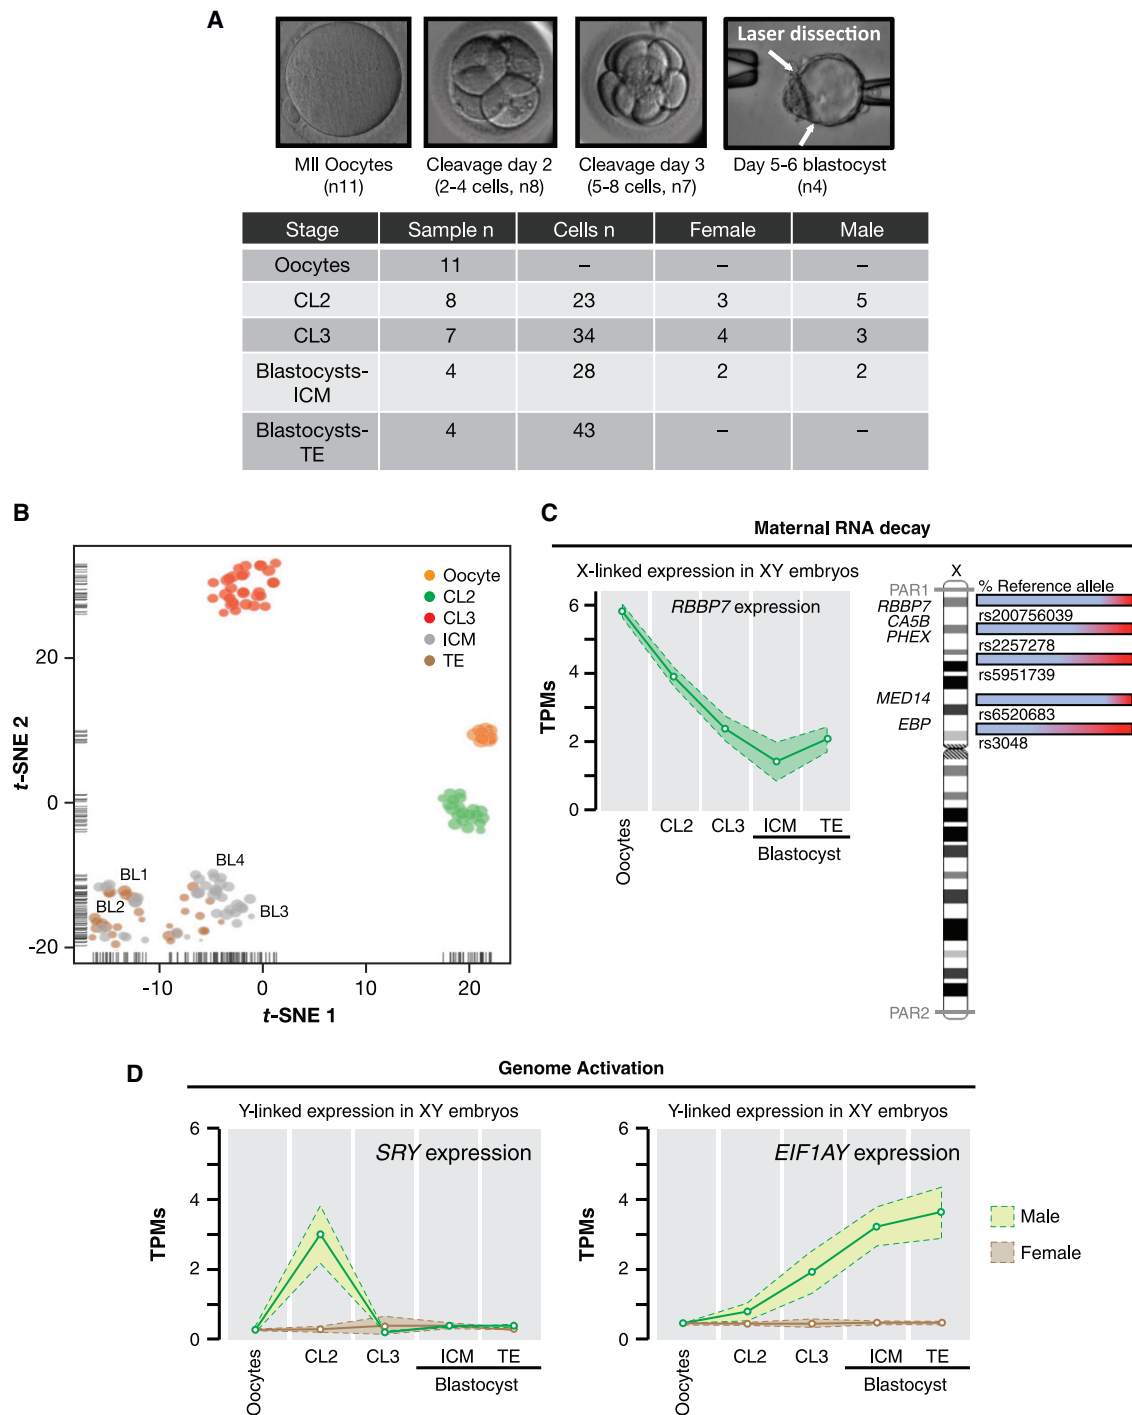 A
Laser dissection
MII Oocytes
(n11)
Cleavage day 2
(2-4 cells, n8)
Cleavage day 3
(5-8 cells, n7)
Day 5-6 blastocyst
(n4)
Stage Sample n Cells n Female Male
Oocytes 11 – – –
CL2 8 23 3 5
CL3 7 34 4 3
Blastocysts-
ICM 4 28 2 2
Blastocysts-
TE 4 43 – –
B
t-SNE 2
20
0
-20
Oocyte
CL2
CL3
ICM
TE
BL1
BL2
BL4
BL3
-10 0 10 20
t-SNE 1
C
Maternal RNA decay
X-linked expression in XY embryos
RBBP7 expression
TPMs
6
4
2
0
Oocytes CL2 CL3 ICM TE
Blastocyst
X
PAR1
% Reference allele
RBBP7
rs200756039
CA5B
rs2257278
PHEX
rs5951739
MED14
rs6520683
EBP
rs3048
PAR2
D
Genome Activation
Y-linked expression in XY embryos
SRY expression
TPMs
6
4
2
0
Oocytes CL2 CL3 ICM TE
Blastocyst
Y-linked expression in XY embryos
EIF1AY expression
TPMs
6
4
2
0
Oocytes CL2 CL3 ICM TE
Blastocyst
Male
Female